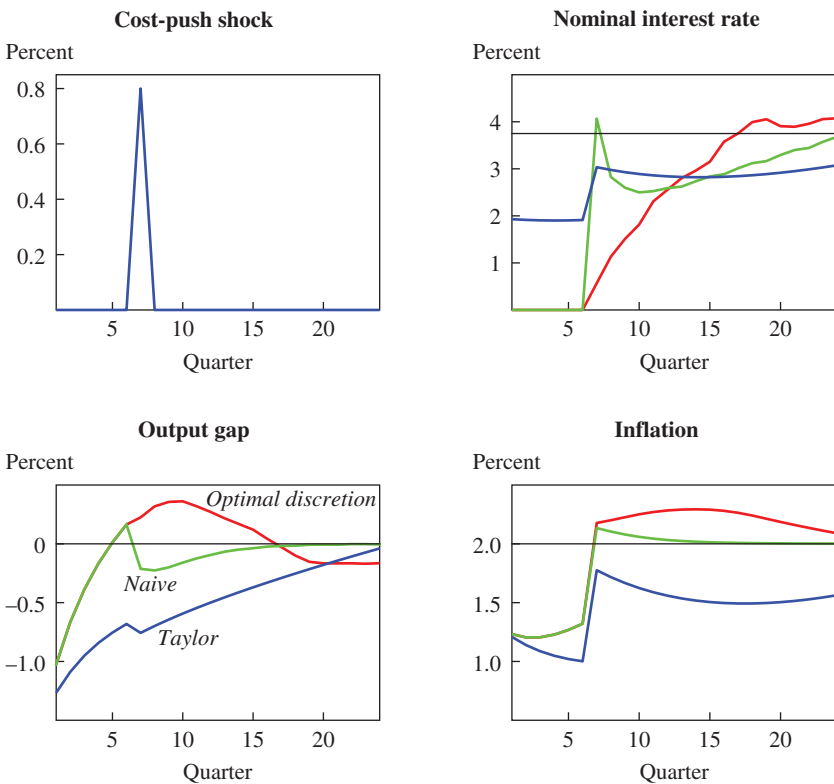 Cost-push shock
Percent
0.8
0.6
0.4
0.2
5 10 15 20
Quarter
Nominal interest rate
Percent
4
3
2
1
5 10 15 20
Quarter
Output gap
Percent
Optimal discretion
0
Naive
–0.5
Taylor
–1.0
5 10 15 20
Quarter
Inflation
Percent
2.0
1.5
1.0
5 10 15 20
Quarter